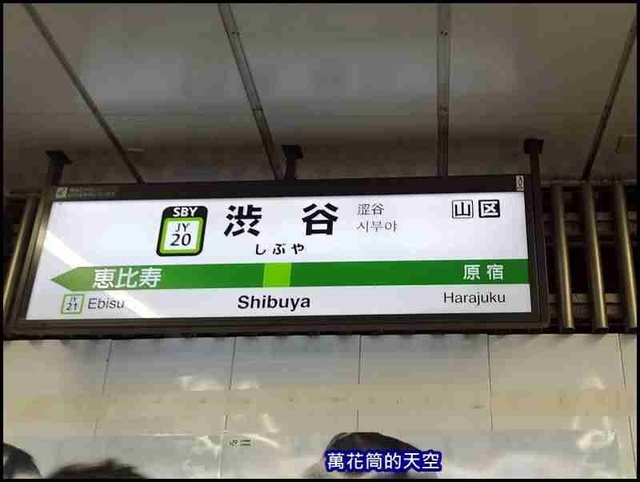 SBY
JY
20
渋谷
しぶや
涩谷
시부야
山区
恵比寿
原宿
JY
21
Ebisu
Shibuya
Harajuku
萬花筒的天空